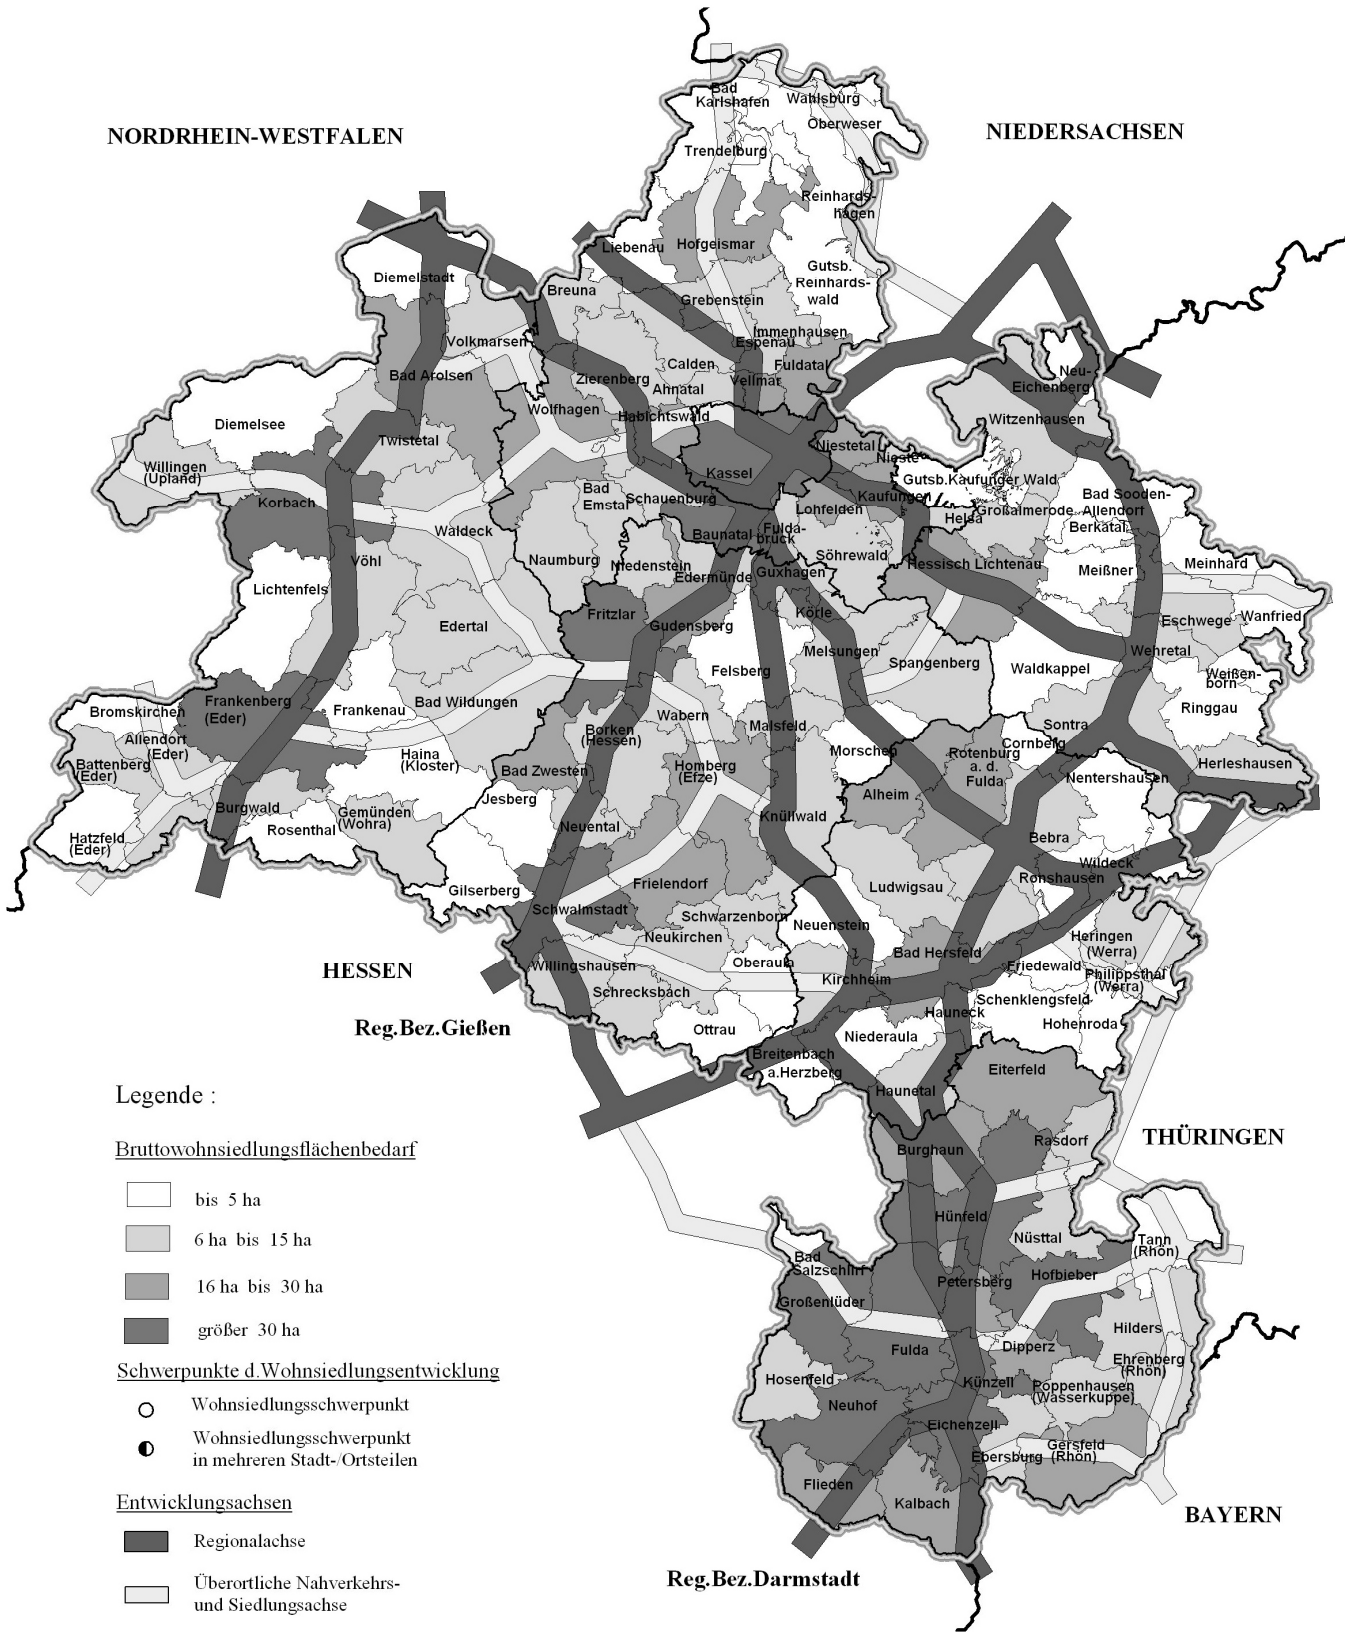 NORDRHEIN-WESTFALEN
NIEDERSACHSEN
Bad
Karlshafen
Wahlsburg
Oberweser
Trendelburg
Reinhards-
hagen
Liebenau
Hofgeismar
Gutsb.
Reinhards-
wald
Diemelstadt
Breuna
Grebenstein
Immenhausen
Espenau
Volkmarsen
Calden
Fuldatal
Vellmar
Bad Arolsen
Zierenberg
Ahnatal
Neu-
Eichenberg
Witzenhausen
Wolfhagen
Habichtswald
Diemelsee
Twistetal
Niestetal
Nieste
Willingen
(Upland)
Kassel
Gutsb.Kaufunger Wald
Korbach
Bad
Emstal
Schauenburg
Kaufungen
Lohfelden
Helsa
Großalmerode
Bad Sooden-
Allendorf
Berkatal
Waldeck
Baunatal
Fulda-
brück
Vöhl
Naumburg
Niedenstein
Söhrewald
Hessisch Lichtenau
Meißner
Meinhard
Edermünde
Guxhagen
Lichtenfels
Fritzlar
Körle
Edertal
Gudensberg
Eschwege
Wanfried
Melsungen
Wehretal
Felsberg
Spangenberg
Waldkappel
Weißen-
born
Frankenberg
(Eder)
Bad Wildungen
Frankenau
Ringgau
Bromskirchen
Wabern
Malsfeld
Sontra
Allendorf
(Eder)
Borken
(Hessen)
Morschen
Cornberg
Rotenburg
a. d.
Fulda
Battenberg
(Eder)
Haina
(Kloster)
Bad Zwesten
Homberg
(Efze)
Herleshausen
Nentershausen
Alheim
Jesberg
Burgwald
Gemünden
(Wohra)
Knüllwald
Rosenthal
Neuental
Hatzfeld
(Eder)
Bebra
Wildeck
Ronshausen
Gilserberg
Frielendorf
Ludwigsau
Schwalmstadt
Schwarzenborn
Neuenstein
Neukirchen
Heringen
(Werra)
Bad Hersfeld
HESSEN
Willingshausen
Oberaula
Kirchheim
Friedewald
Philippsthal
(Werra)
Schrecksbach
Schenklengsfeld
Hauneck
Hohenroda
Reg.Bez.Gießen
Ottrau
Niederaula
Breitenbach
a.Herzberg
Eiterfeld
Haunetal
THÜRINGEN
Rasdorf
Burghaun
Hünfeld
Nüsttal
Tann
(Rhön)
Bad
Salzschlirf
Petersberg
Hofbieber
Großenlüder
Hilders
Dipperz
Fulda
Ehrenberg
(Rhön)
Hosenfeld
Künzell
Poppenhausen
(Wasserkuppe)
Neuhof
Eichenzell
Gersfeld
(Rhön)
Ebersburg
Flieden
Kalbach
BAYERN
Reg.Bez.Darmstadt
Legende :
Bruttowohnsiedlungsflächenbedarf
bis 5 ha
6 ha bis 15 ha
16 ha bis 30 ha
größer 30 ha
Schwerpunkte d.Wohnsiedlungsentwicklung
Wohnsiedlungsschwerpunkt
Wohnsiedlungsschwerpunkt
in mehreren Stadt-/Ortsteilen
Entwicklungsachsen
Regionalachse
Überortliche Nahverkehrs-
und Siedlungsachse